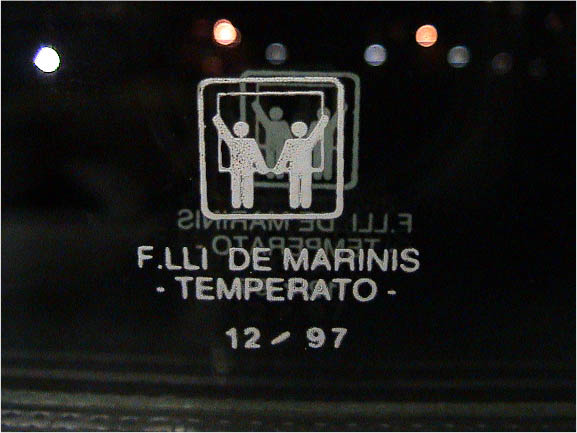 F.LLI DE MARINIS
- TEMPERATO -
12 / 97